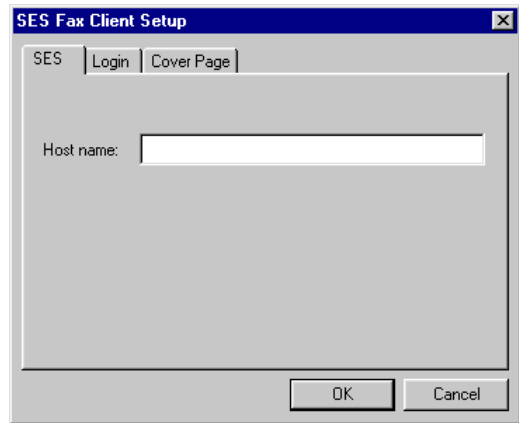 SES Fax Client Setup
SES Login Cover Page
Host name:
OK Cancel